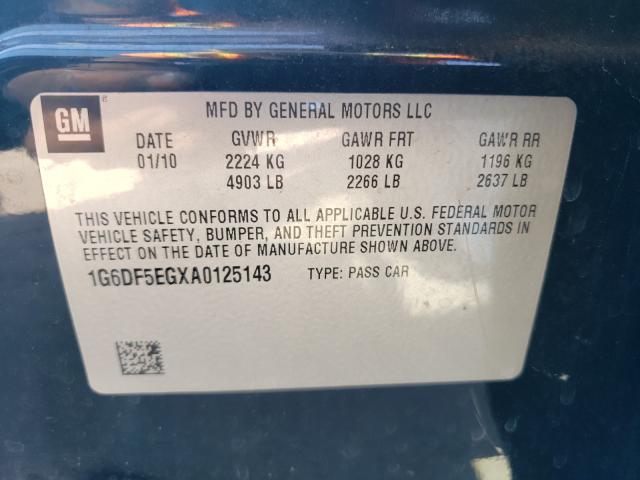 GM
MFD BY GENERAL MOTORS LLC
DATE GVWR GAWR FRT GAWR RR
01/10 2224 KG 1028 KG 1196 KG
4903 LB 2266 LB 2637 LB
THIS VEHICLE CONFORMS TO ALL APPLICABLE U.S. FEDERAL MOTOR
VEHICLE SAFETY, BUMPER, AND THEFT PREVENTION STANDARDS IN
EFFECT ON THE DATE OF MANUFACTURE SHOWN ABOVE.
1G6DF5EGXA0125143 TYPE: PASS CAR